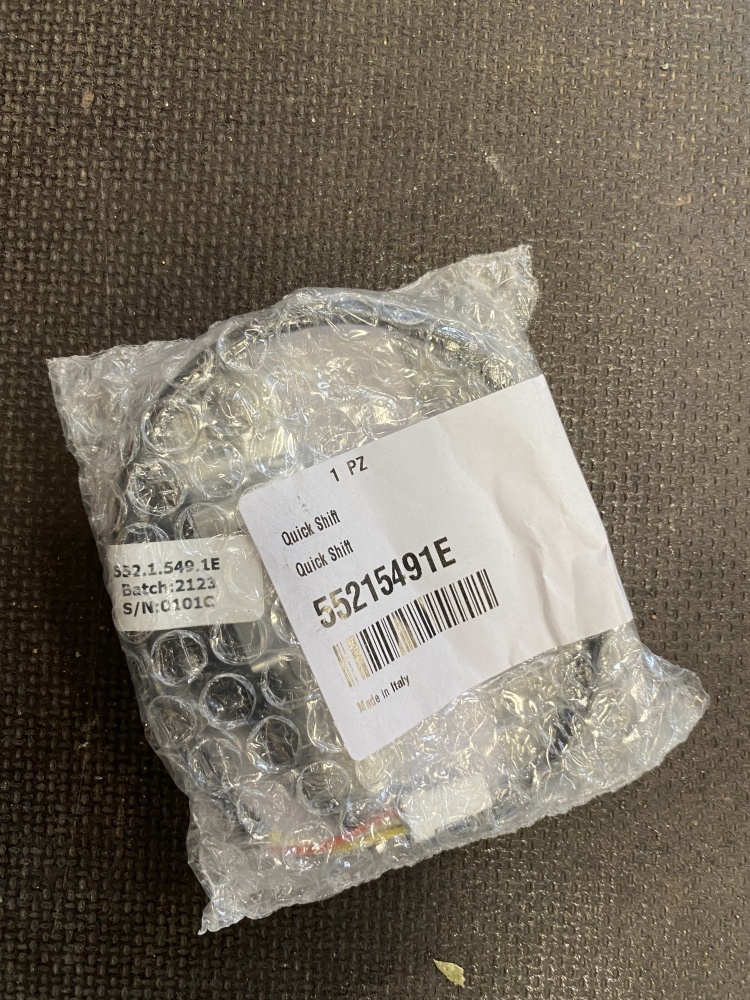 1 PZ
Quick Shift
Quick Shift
55215491E
Made in Italy
552.1.549.1E
Batch:2123
S/N:0101C